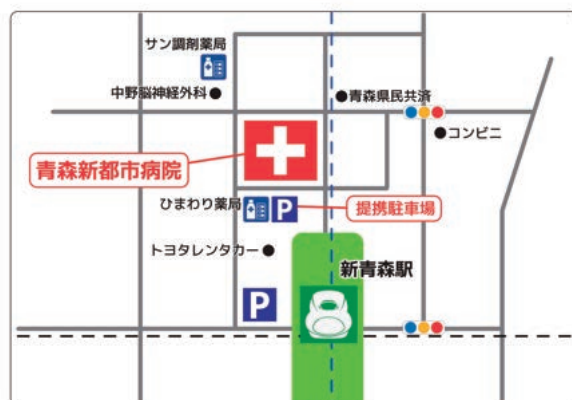 サン調剤薬局
中野脳神経外科
青森県民共済
コンビニ
青森新都市病院
ひまわり薬局
P
提携駐車場
トヨタレンタカー
新青森駅
P